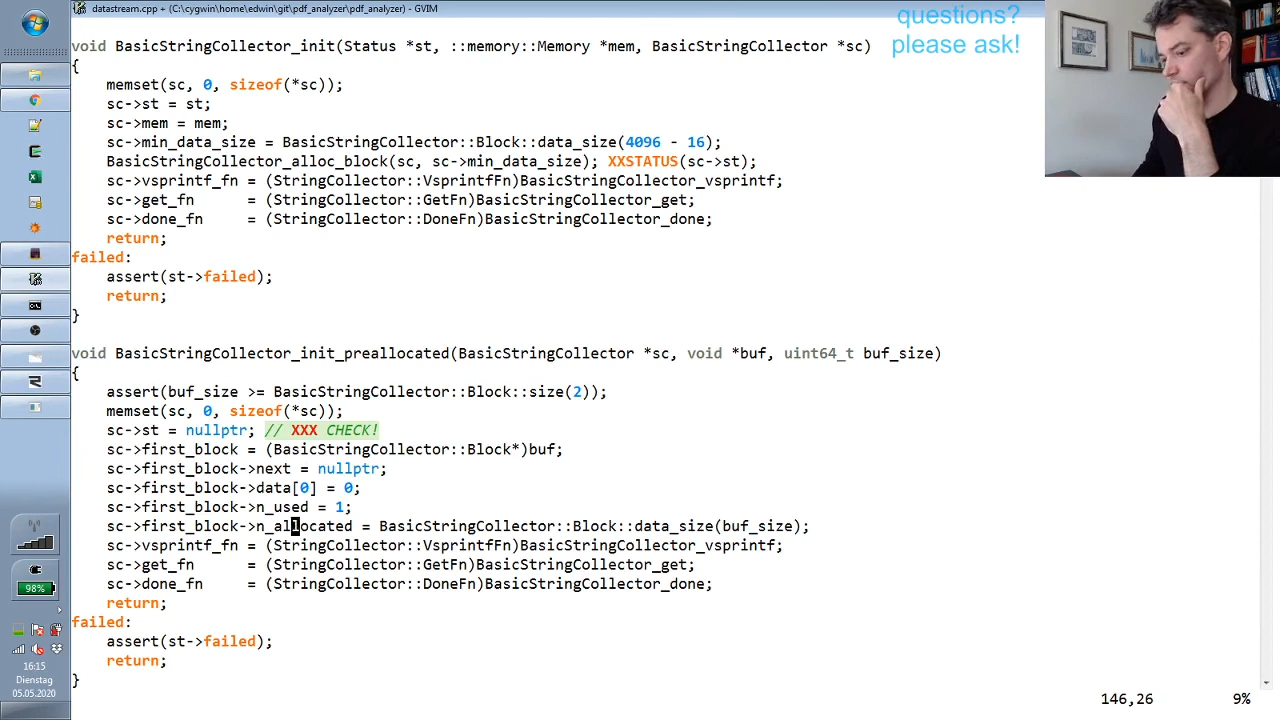 datastream.cpp + (C:\cygwin\home\edwin\git\pdf_analyzer\pdf_analyzer) - GVIM
questions?
please ask!
void BasicStringCollector_init(Status *st, ::memory::Memory *mem, BasicStringCollector *sc)
{
    memset(sc, 0, sizeof(*sc));
    sc->st = st;
    sc->mem = mem;
    sc->min_data_size = BasicStringCollector::Block::data_size(4096 - 16);
    BasicStringCollector_alloc_block(sc, sc->min_data_size); XXSTATUS(sc->st);
    sc->vsprintf_fn = (StringCollector::VsprintfFn)BasicStringCollector_vsprintf;
    sc->get_fn      = (StringCollector::GetFn)BasicStringCollector_get;
    sc->done_fn     = (StringCollector::DoneFn)BasicStringCollector_done;
    return;
failed:
    assert(st->failed);
    return;
}
void BasicStringCollector_init_preallocated(BasicStringCollector *sc, void *buf, uint64_t buf_size)
{
    assert(buf_size >= BasicStringCollector::Block::size(2));
    memset(sc, 0, sizeof(*sc));
    sc->st = nullptr; // XXX CHECK!
    sc->first_block = (BasicStringCollector::Block*)buf;
    sc->first_block->next = nullptr;
    sc->first_block->data[0] = 0;
    sc->first_block->n_used = 1;
    sc->first_block->n_allocated = BasicStringCollector::Block::data_size(buf_size);
    sc->vsprintf_fn = (StringCollector::VsprintfFn)BasicStringCollector_vsprintf;
    sc->get_fn      = (StringCollector::GetFn)BasicStringCollector_get;
    sc->done_fn     = (StringCollector::DoneFn)BasicStringCollector_done;
    return;
failed:
    assert(st->failed);
    return;
}
146,26 9%
98%
16:15
Dienstag
05.05.2020